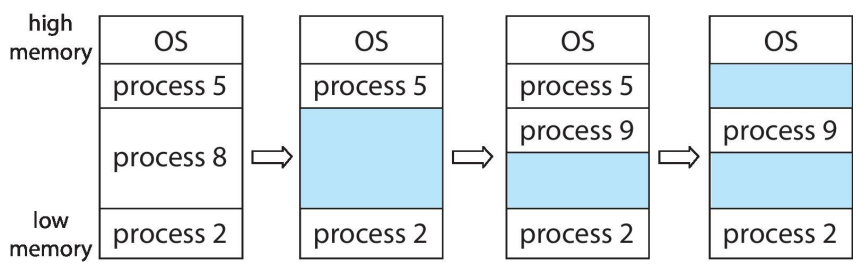 high
memory
OS
process 5
process 8
process 2
low
memory
OS
process 5
process 2
OS
process 5
process 9
process 2
OS
process 9
process 2